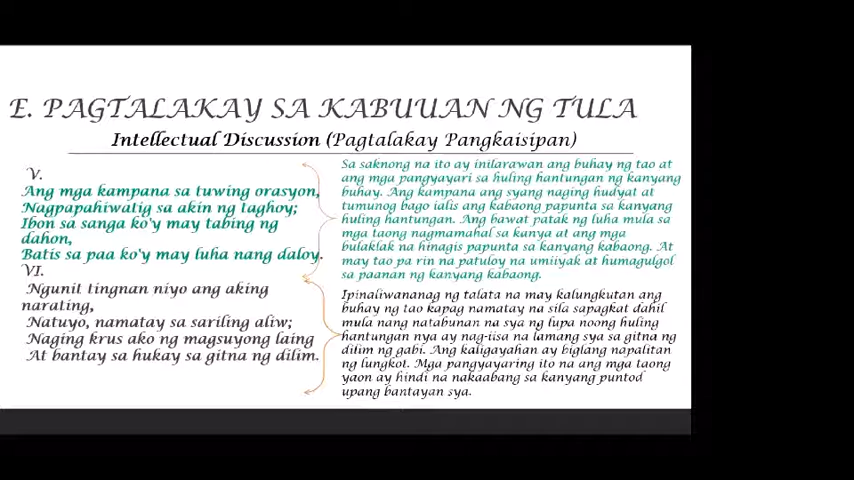 E. PAGTALAKAY SA KABUUAN NG TULA
Intellectual Discussion (Pagtalakay Pangkaisipan)
V.
Ang mga kampana sa tuwing orasyon,
Nagpapahiwatig sa akin ng taghoy;
Ibon sa sanga ko'y may tabing ng
dahon,
Batis sa paa ko'y may luha nang daloy.
VI.
Ngunit tingnan niyo ang aking
narating,
Natuyo, namatay sa sariling aliw;
Naging krus ako ng magsuyong laing
At bantay sa hukay sa gitna ng dilim.
Sa saknong na ito ay inilarawan ang buhay ng tao at
ang mga pangyayari sa huling hantungan ng kanyang
buhay. Ang kampana ang syang naging hudyat at
tumunog bago ialis ang kabaong papunta sa kanyang
huling hantungan. Ang bawat patak ng luha mula sa
mga taong nagmamahal sa kanya at ang mga
bulaklak na hinagis papunta sa kanyang kabaong. At
may tao pa rin na patuloy na umiiyak at humagulgol
sa paanan ng kanyang kabaong.
Ipinaliwananag ng talata na may kalungkutan ang
buhay ng tao kapag namatay na sila sapagkat dahil
mula nang natabunan na sya ng lupa noong huling
hantungan nya ay nag-iisa na lamang sya sa gitna ng
dilim ng gabi. Ang kaligayahan ay biglang napalitan
ng lungkot. Mga pangyayaring ito na ang mga taong
yaon ay hindi na nakaabang sa kanyang puntod
upang bantayan sya.